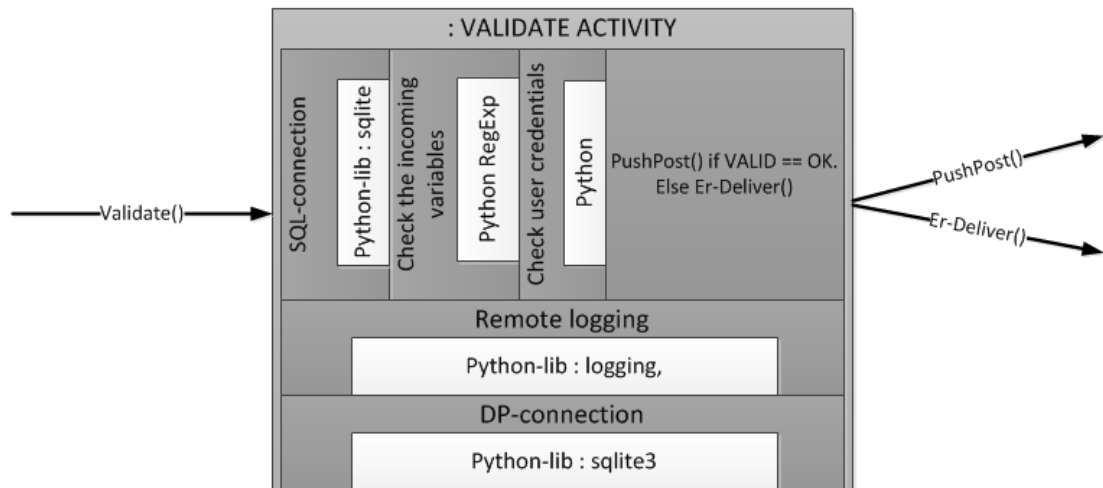 : VALIDATE ACTIVITY
Validate()
SQL-connection
Python-lib : sqlite
Check the incoming
variables
Python RegExp
Check user credentials
Python
PushPost() if VALID == OK.
Else Er-Deliver()
PushPost()
Er-Deliver()
Remote logging
Python-lib : logging,
DP-connection
Python-lib : sqlite3